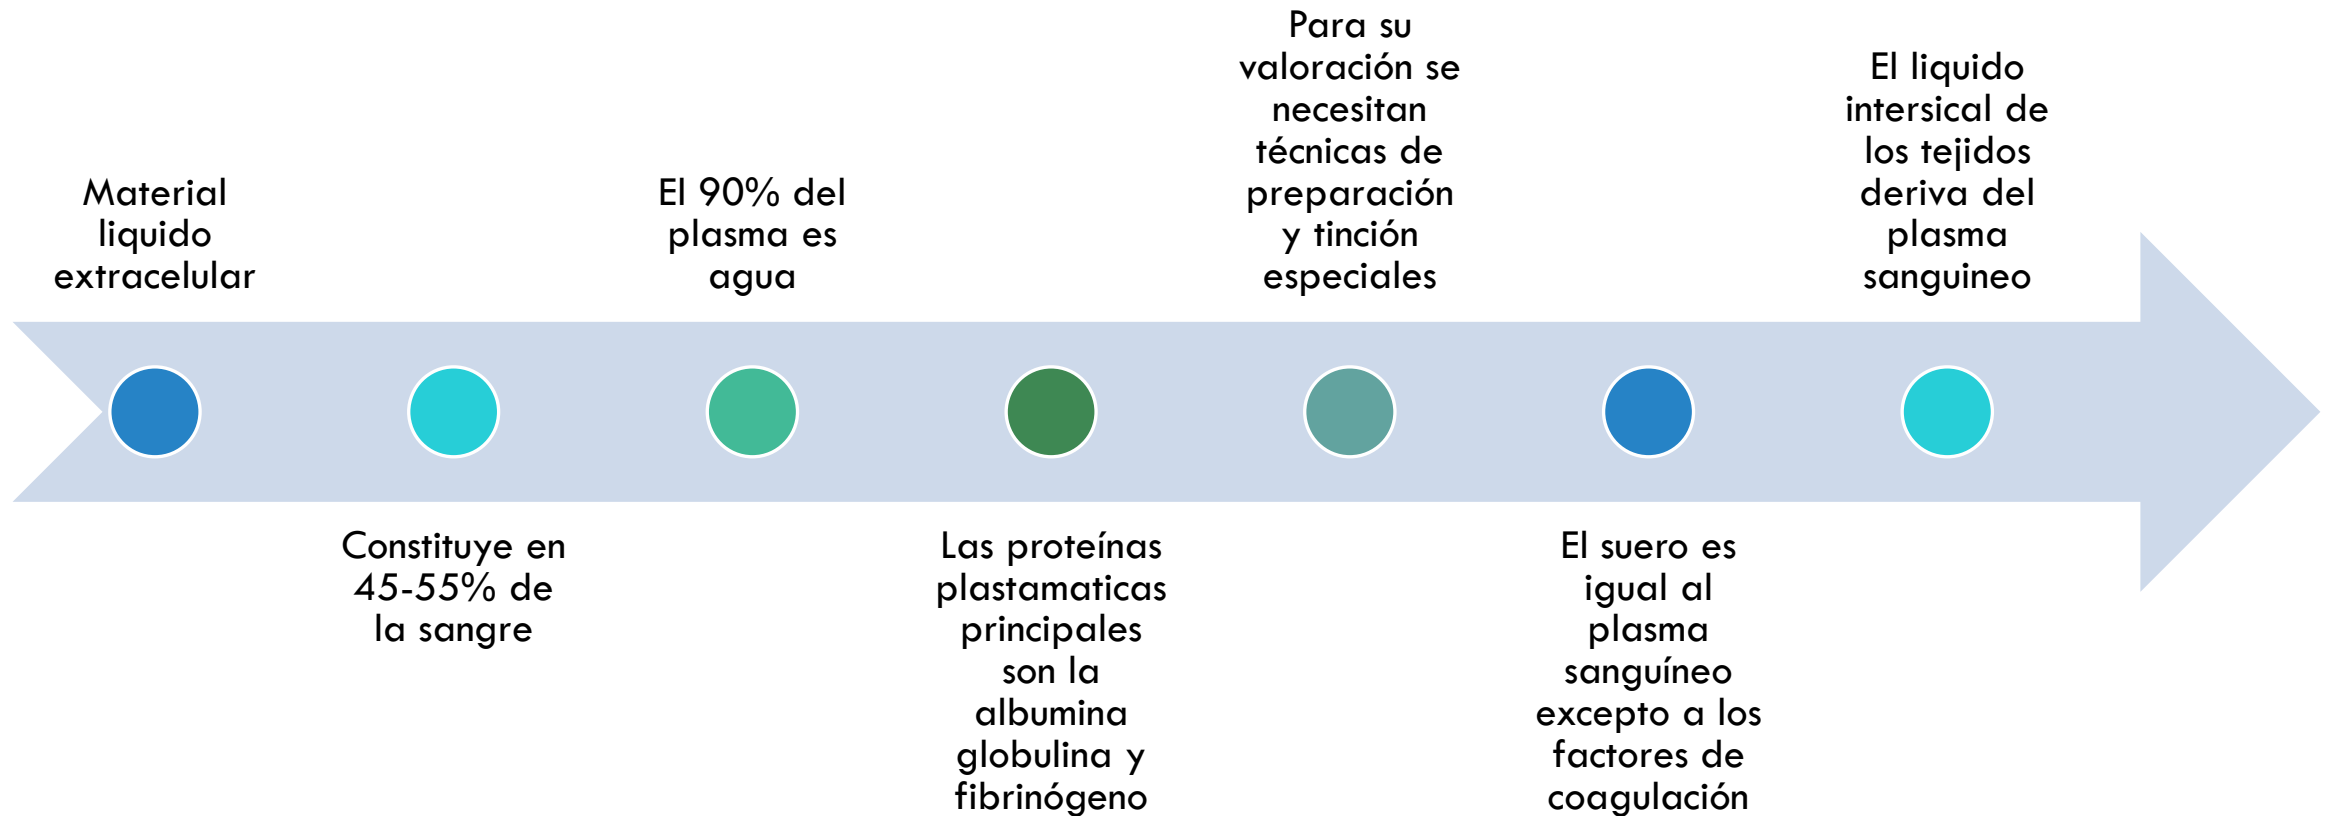 Material
liquido
extracelular
Constituye en
45-55% de
la sangre
El 90% del
plasma es
agua
Las proteínas
plastamaticas
principales
son la
albumina
globulina y
fibrinógeno
Para su
valoración se
necesitan
técnicas de
preparación
y tinción
especiales
El suero es
igual al
plasma
sanguíneo
excepto a los
factores de
coagulación
El liquido
intersical de
los tejidos
deriva del
plasma
sanguineo